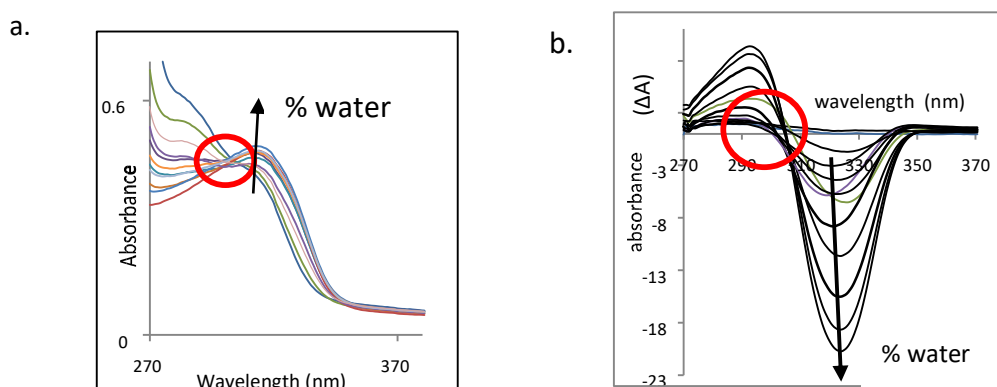 a.
0.6
% water
Absorbance
0
270
370
Wavelength (nm)
b.
(ΔA)
wavelength (nm)
270
290
310
330
350
370
-3
-8
absorbance
-13
-18
% water
-23